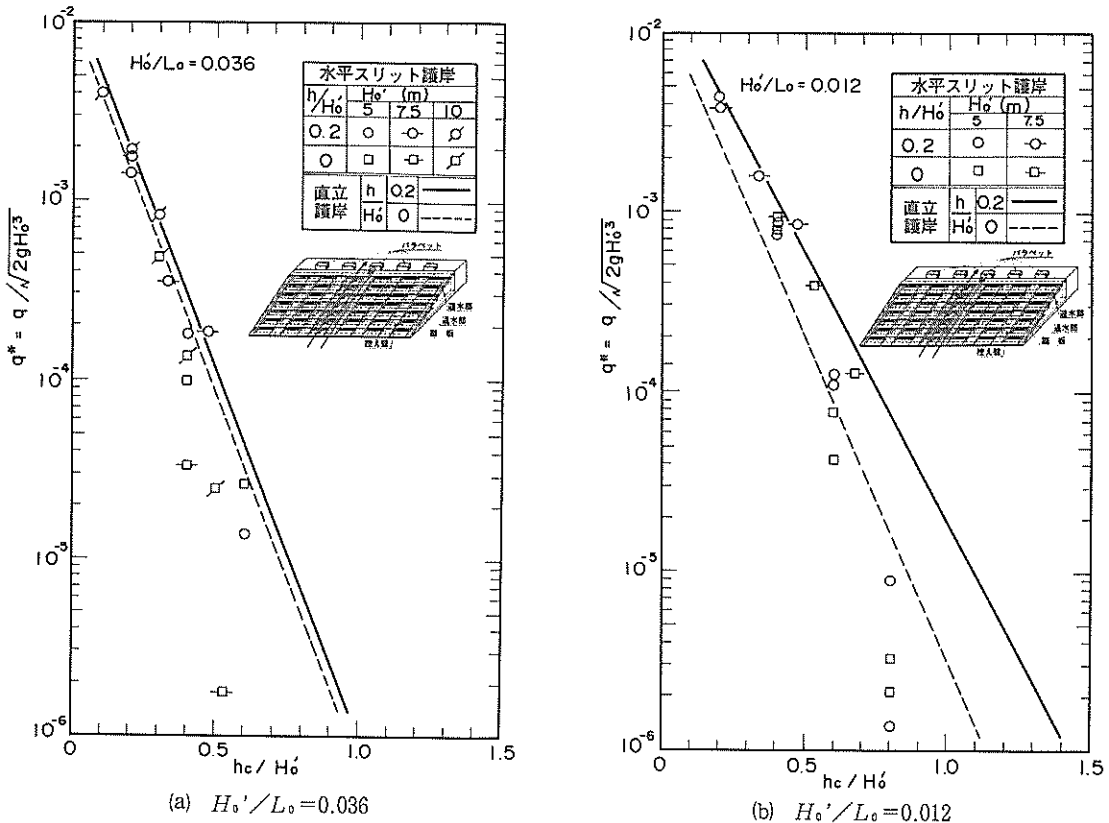 H₀'/L₀ = 0.036
水平スリット護岸
h/H₀' H₀' (m)
5 7.5 10
0.2
0
直立護岸 h/H₀' 0.2
0
パラペット
q* = q/√2gH₀'³
10⁻²
10⁻³
10⁻⁴
10⁻⁵
10⁻⁶
0 0.5 1.0 1.5
hc/H₀'
(a) H₀'/L₀=0.036
H₀'/L₀ = 0.012
水平スリット護岸
h/H₀' H₀' (m)
5 7.5
0.2
0
直立護岸 h/H₀' 0.2
0
パラペット
q* = q/√2gH₀'³
10⁻²
10⁻³
10⁻⁴
10⁻⁵
10⁻⁶
0 0.5 1.0 1.5
hc/H₀'
(b) H₀'/L₀=0.012